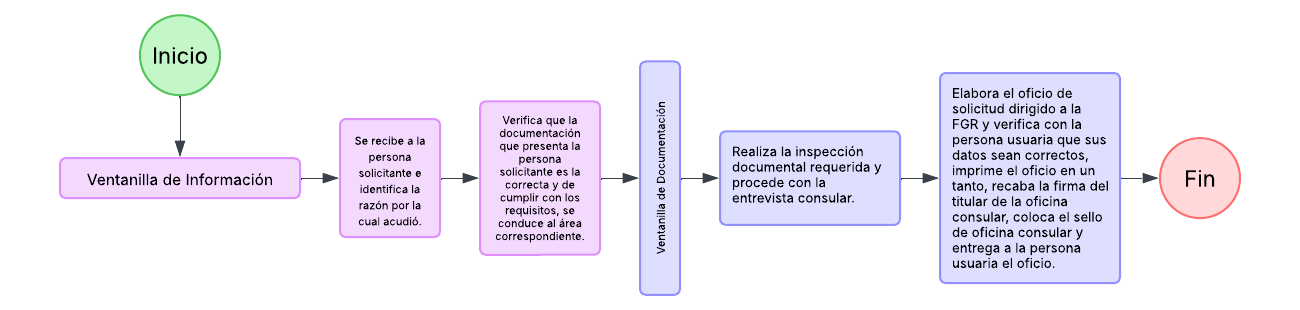 Inicio
Ventanilla de Información
Se recibe a la
persona
solicitante e
identifica la
razón por la
cual acudió.
Verifica que la
documentación
que presenta la
persona
solicitante es la
correcta y de
cumplir con los
requisitos, se
conduce al área
correspondiente.
Ventanilla de Documentación
Realiza la inspección
documental requerida y
procede con la
entrevista consular.
Elabora el oficio de
solicitud dirigido a la
FGR y verifica con la
persona usuaria que sus
datos sean correctos,
imprime el oficio en un
tanto, recaba la firma del
titular de la oficina
consular, coloca el sello
de oficina consular y
entrega a la persona
usuaria el oficio.
Fin